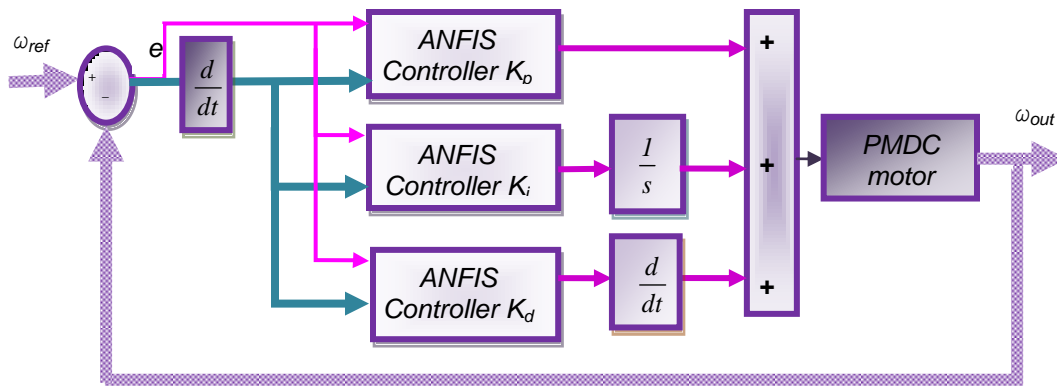 ω_ref
+
−
e
d
dt
ANFIS
Controller K_p
ANFIS
Controller K_i
1
s
ANFIS
Controller K_d
d
dt
+
+
+
PMDC
motor
ω_out